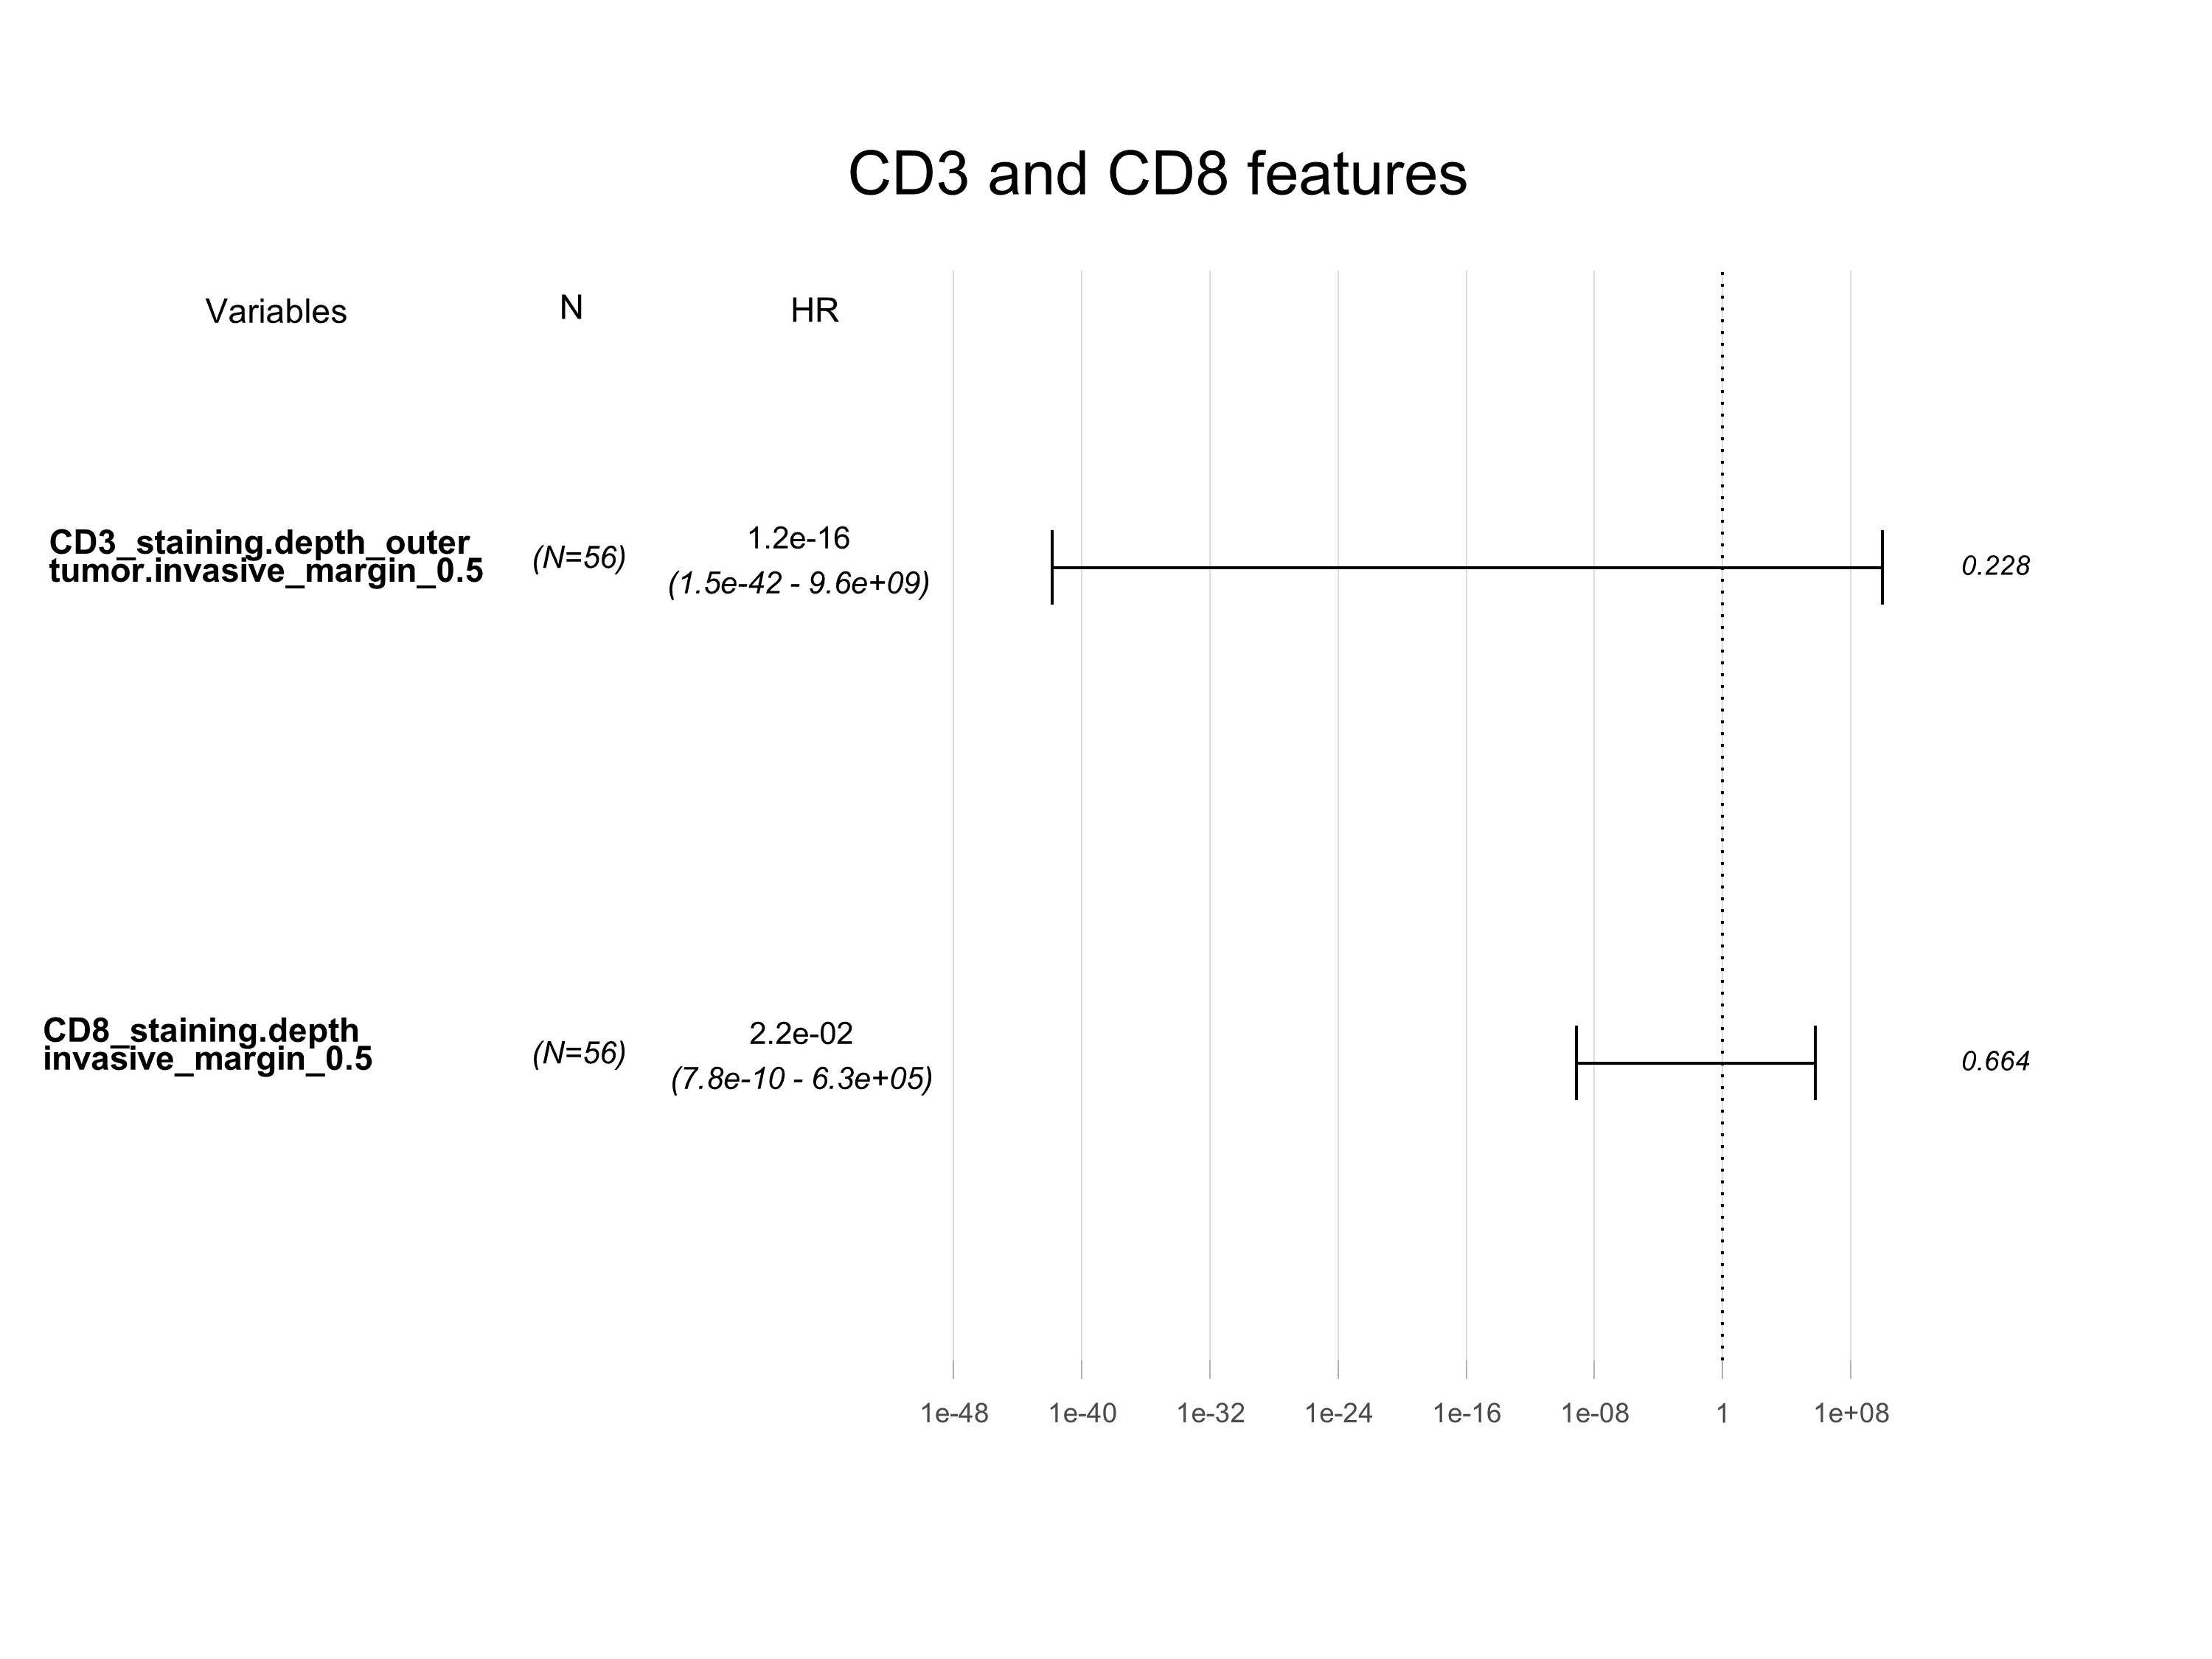 CD3 and CD8 features
Variables N HR
CD3_staining.depth_outer
tumor.invasive_margin_0.5
(N=56)
1.2e-16
(1.5e-42 - 9.6e+09)
0.228
CD8_staining.depth
invasive_margin_0.5
(N=56)
2.2e-02
(7.8e-10 - 6.3e+05)
0.664
1e-48 1e-40 1e-32 1e-24 1e-16 1e-08 1 1e+08